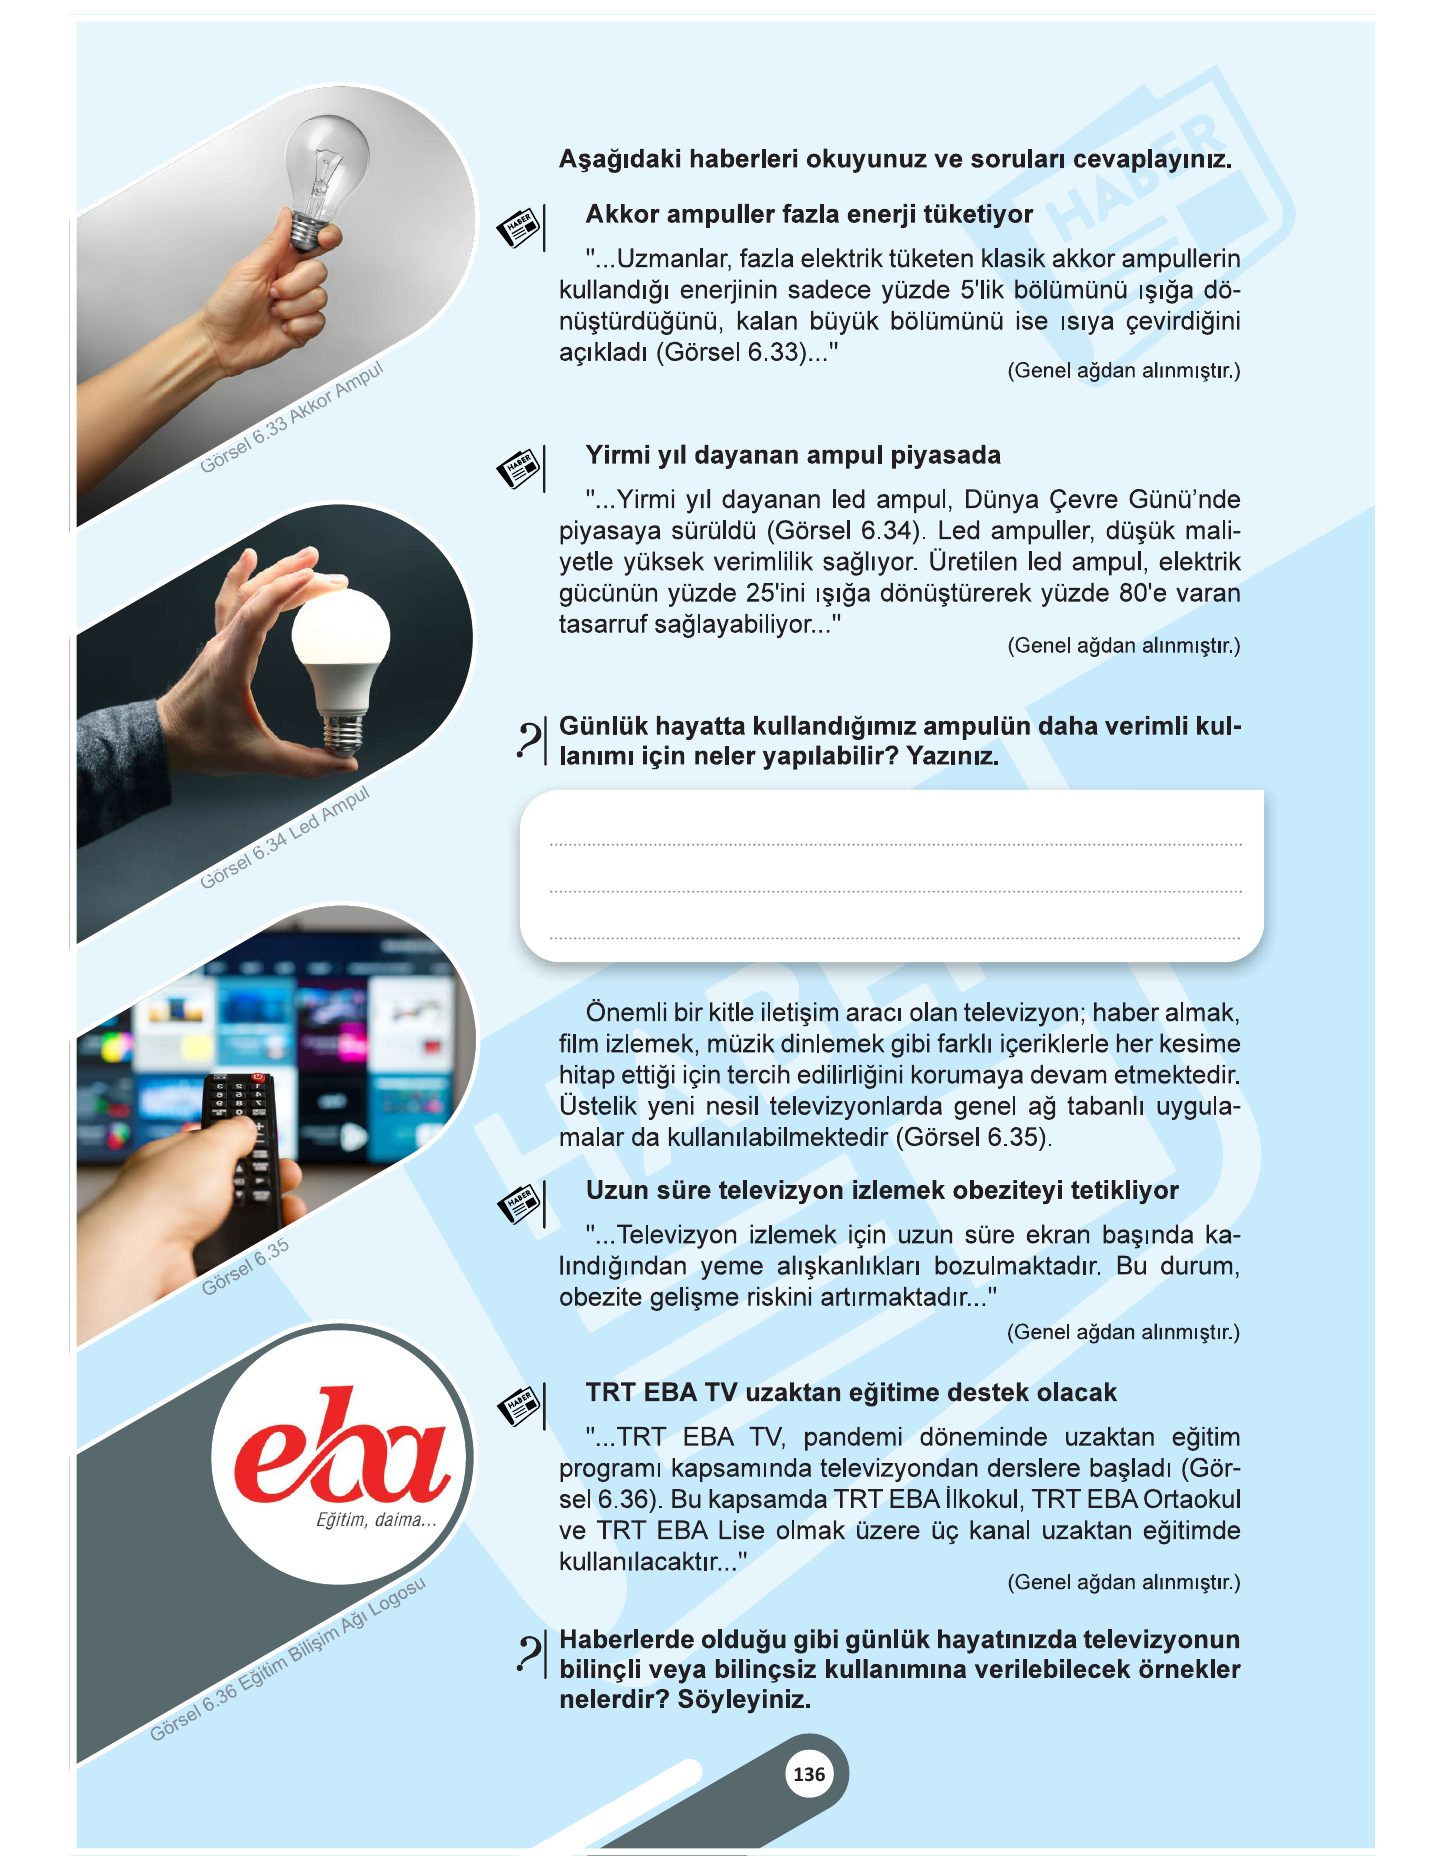 Aşağıdaki haberleri okuyunuz ve soruları cevaplayınız.
HABER
Akkor ampuller fazla enerji tüketiyor
"...Uzmanlar, fazla elektrik tüketen klasik akkor ampullerin
kullandığı enerjinin sadece yüzde 5'lik bölümünü ışığa dö-
nüştürdüğünü, kalan büyük bölümünü ise ısıya çevirdiğini
açıkladı (Görsel 6.33)..."
(Genel ağdan alınmıştır.)
Görsel 6.33 Akkor Ampul
HABER
Yirmi yıl dayanan ampul piyasada
"...Yirmi yıl dayanan led ampul, Dünya Çevre Günü’nde
piyasaya sürüldü (Görsel 6.34). Led ampuller, düşük mali-
yetle yüksek verimlilik sağlıyor. Üretilen led ampul, elektrik
gücünün yüzde 25'ini ışığa dönüştürerek yüzde 80'e varan
tasarruf sağlayabiliyor..."
(Genel ağdan alınmıştır.)
Görsel 6.34 Led Ampul
? Günlük hayatta kullandığımız ampulün daha verimli kul-
lanımı için neler yapılabilir? Yazınız.
Önemli bir kitle iletişim aracı olan televizyon; haber almak,
film izlemek, müzik dinlemek gibi farklı içeriklerle her kesime
hitap ettiği için tercih edilirliğini korumaya devam etmektedir.
Üstelik yeni nesil televizyonlarda genel ağ tabanlı uygula-
malar da kullanılabilmektedir (Görsel 6.35).
Görsel 6.35
HABER
Uzun süre televizyon izlemek obeziteyi tetikliyor
"...Televizyon izlemek için uzun süre ekran başında ka-
lındığından yeme alışkanlıkları bozulmaktadır. Bu durum,
obezite gelişme riskini artırmaktadır..."
(Genel ağdan alınmıştır.)
HABER
TRT EBA TV uzaktan eğitime destek olacak
"...TRT EBA TV, pandemi döneminde uzaktan eğitim
programı kapsamında televizyondan derslere başladı (Gör-
sel 6.36). Bu kapsamda TRT EBA İlkokul, TRT EBA Ortaokul
ve TRT EBA Lise olmak üzere üç kanal uzaktan eğitimde
kullanılacaktır..."
(Genel ağdan alınmıştır.)
eba
Eğitim, daima...
Görsel 6.36 Eğitim Bilişim Ağı Logosu
? Haberlerde olduğu gibi günlük hayatınızda televizyonun
bilinçli veya bilinçsiz kullanımına verilebilecek örnekler
nelerdir? Söyleyiniz.
136
HABER
HABER